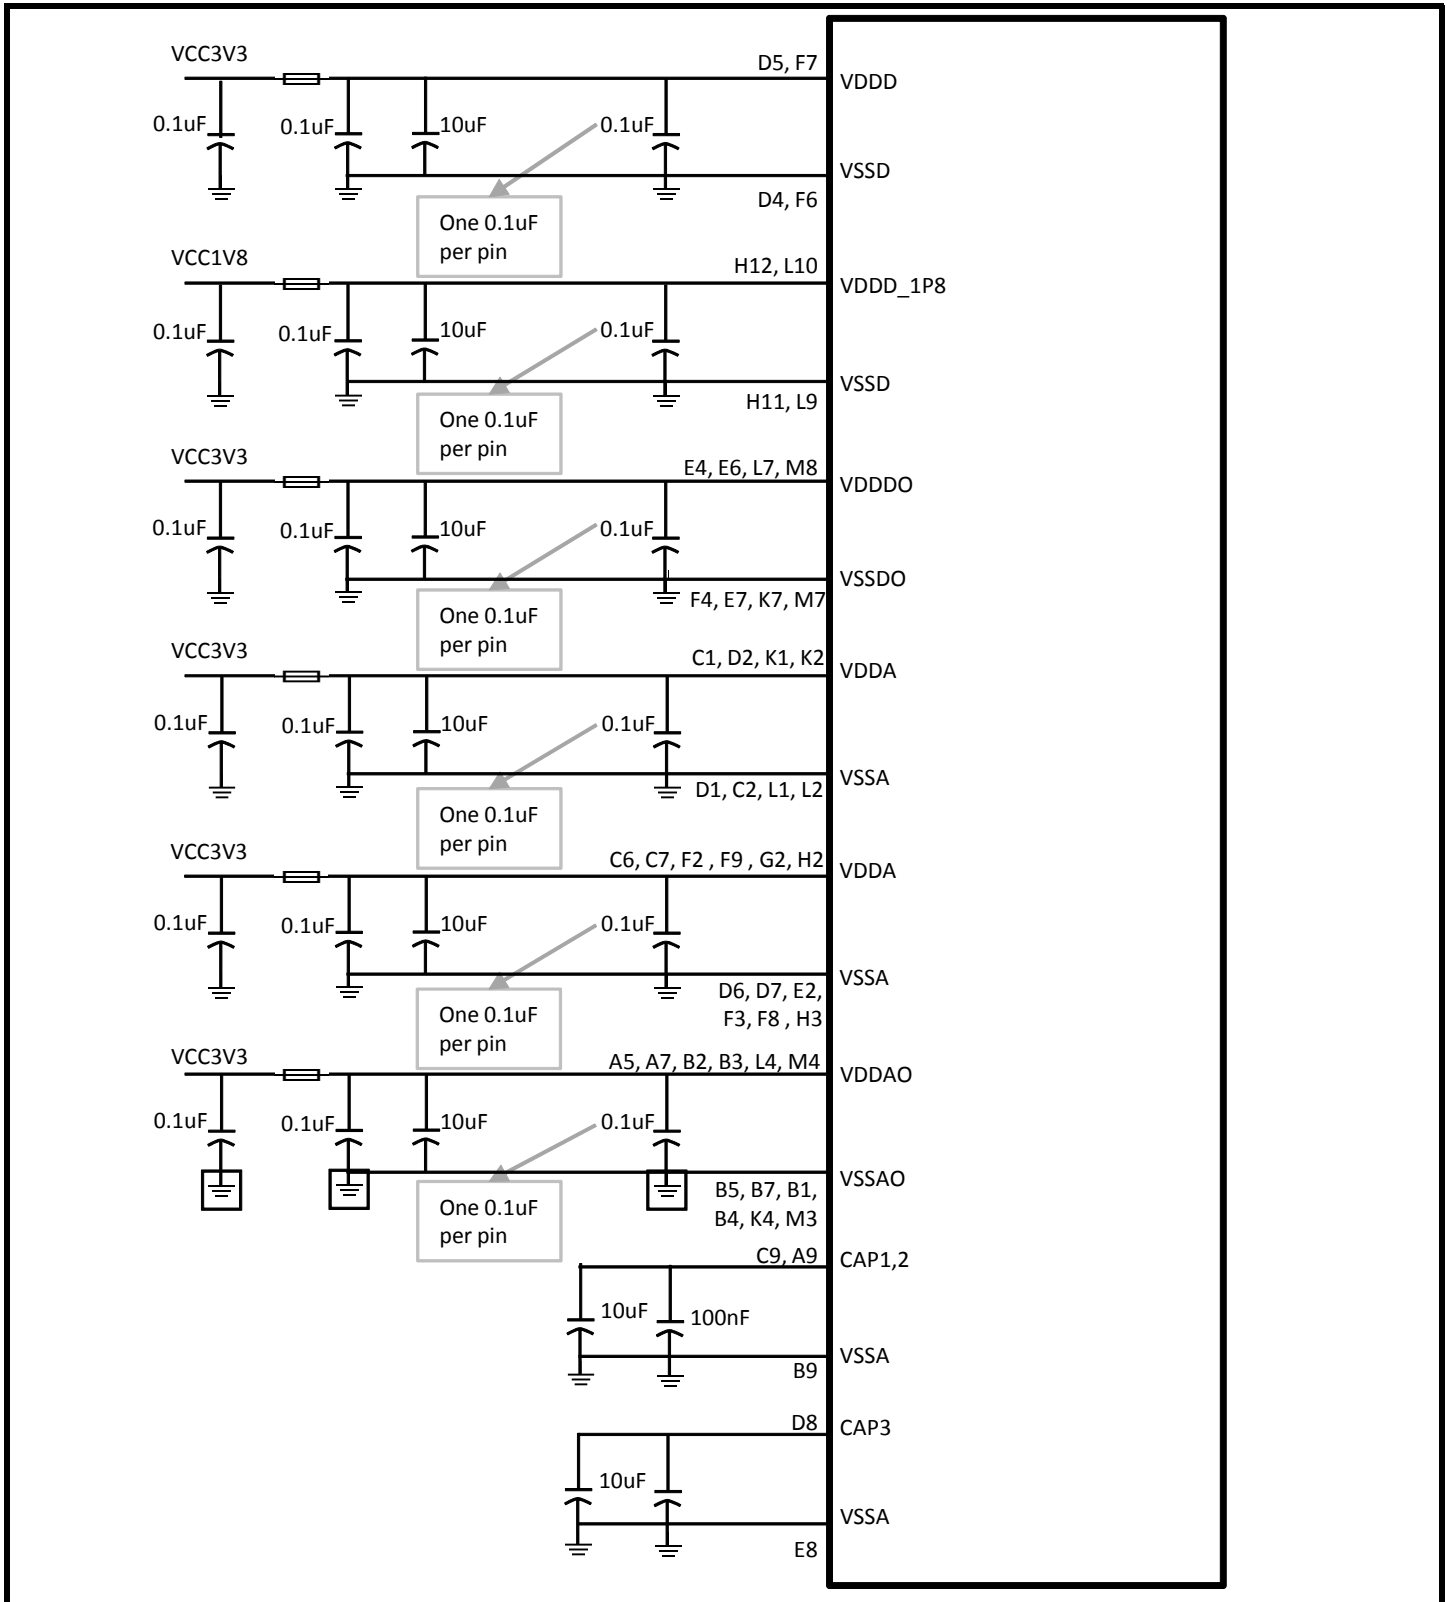 VCC3V3
D5, F7
VDDD
0.1uF
0.1uF
10uF
0.1uF
VSSD
D4, F6
One 0.1uF
per pin
VCC1V8
H12, L10
VDDD_1P8
0.1uF
0.1uF
10uF
0.1uF
VSSD
H11, L9
One 0.1uF
per pin
VCC3V3
E4, E6, L7, M8
VDDDO
0.1uF
0.1uF
10uF
0.1uF
VSSDO
F4, E7, K7, M7
One 0.1uF
per pin
VCC3V3
C1, D2, K1, K2
VDDA
0.1uF
0.1uF
10uF
0.1uF
VSSA
D1, C2, L1, L2
One 0.1uF
per pin
VCC3V3
C6, C7, F2 , F9 , G2, H2
VDDA
0.1uF
0.1uF
10uF
0.1uF
VSSA
D6, D7, E2,
F3, F8 , H3
One 0.1uF
per pin
VCC3V3
A5, A7, B2, B3, L4, M4
VDDAO
0.1uF
0.1uF
10uF
0.1uF
VSSAO
B5, B7, B1,
B4, K4, M3
One 0.1uF
per pin
C9, A9
CAP1,2
10uF
100nF
VSSA
B9
D8
CAP3
10uF
VSSA
E8